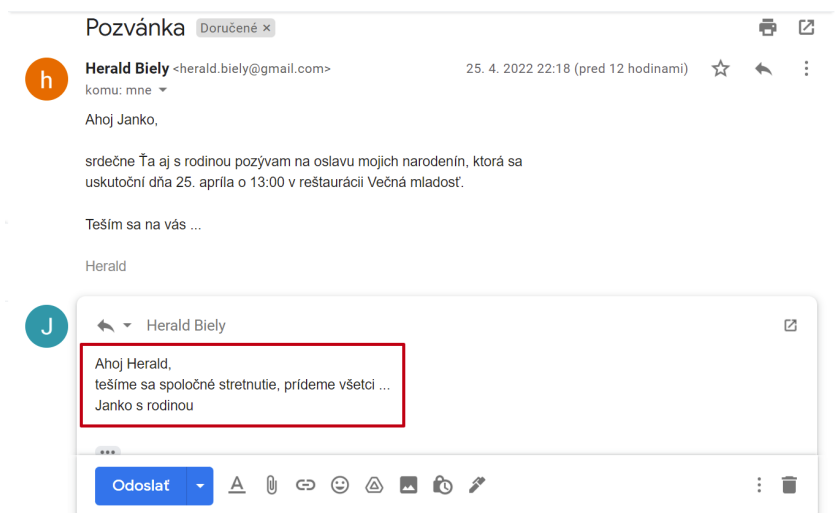 Pozvánka Doručené ×
Herald Biely <herald.biely@gmail.com> 25. 4. 2022 22:18 (pred 12 hodinami)
h
komu: mne
Ahoj Janko,
srdečne Ťa aj s rodinou pozývam na oslavu mojich narodenín, ktorá sa
uskutoční dňa 25. apríla o 13:00 v reštaurácii Večná mladosť.
Teším sa na vás ...
Herald
J
Herald Biely
Ahoj Herald,
tešíme sa spoločné stretnutie, prídeme všetci ...
Janko s rodinou
Odoslať
A